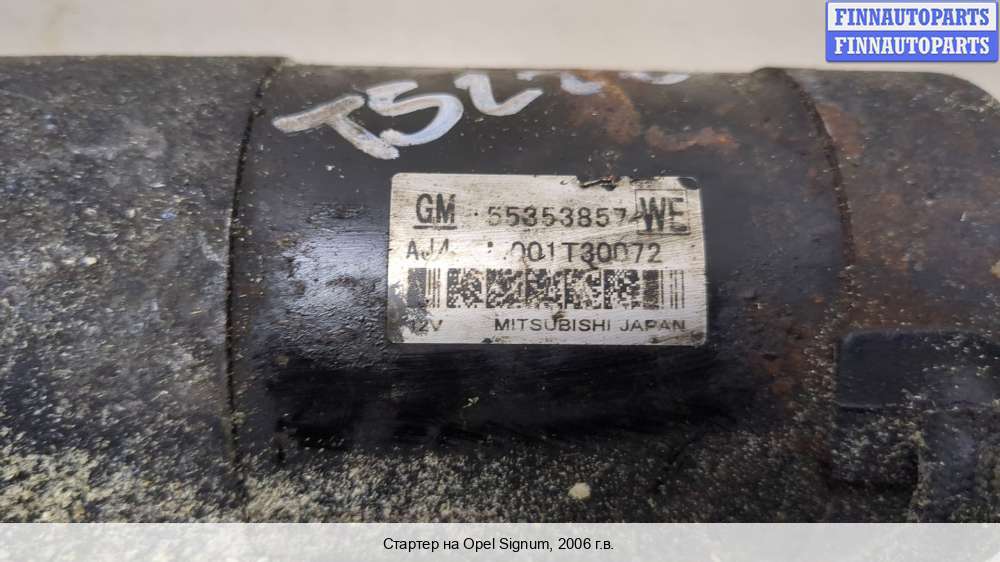 FINNAUTOPARTS
FINNAUTOPARTS
GM 55353857 WE
001T30072
12V MITSUBISHI JAPAN
Стартер на Opel Signum, 2006 г.в.